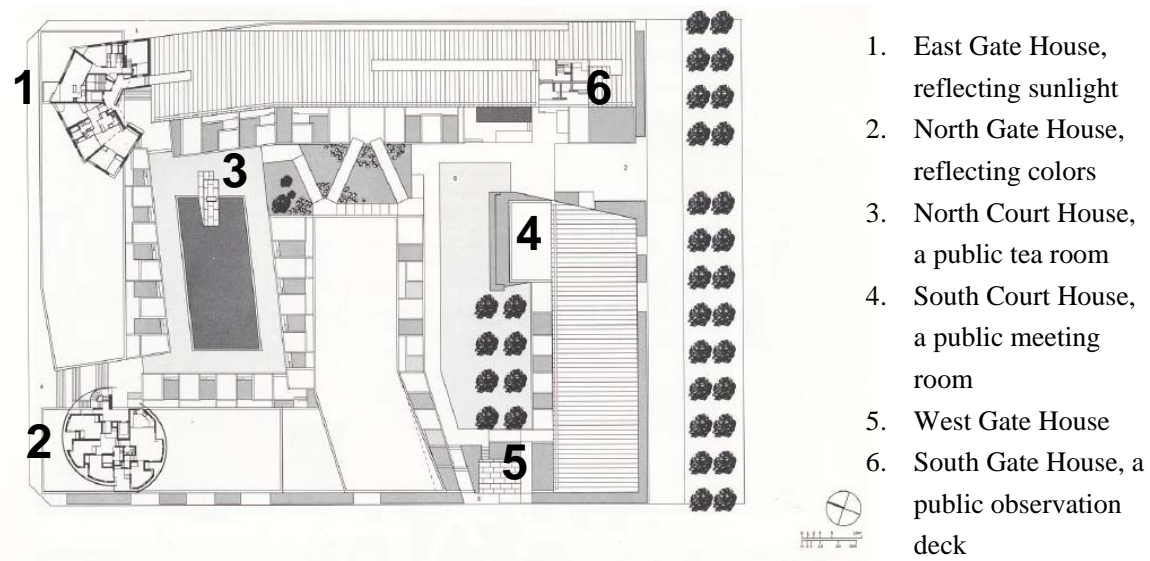 1
2
3
4
5
6
1. East Gate House,
reflecting sunlight
2. North Gate House,
reflecting colors
3. North Court House,
a public tea room
4. South Court House,
a public meeting
room
5. West Gate House
6. South Gate House, a
public observation
deck